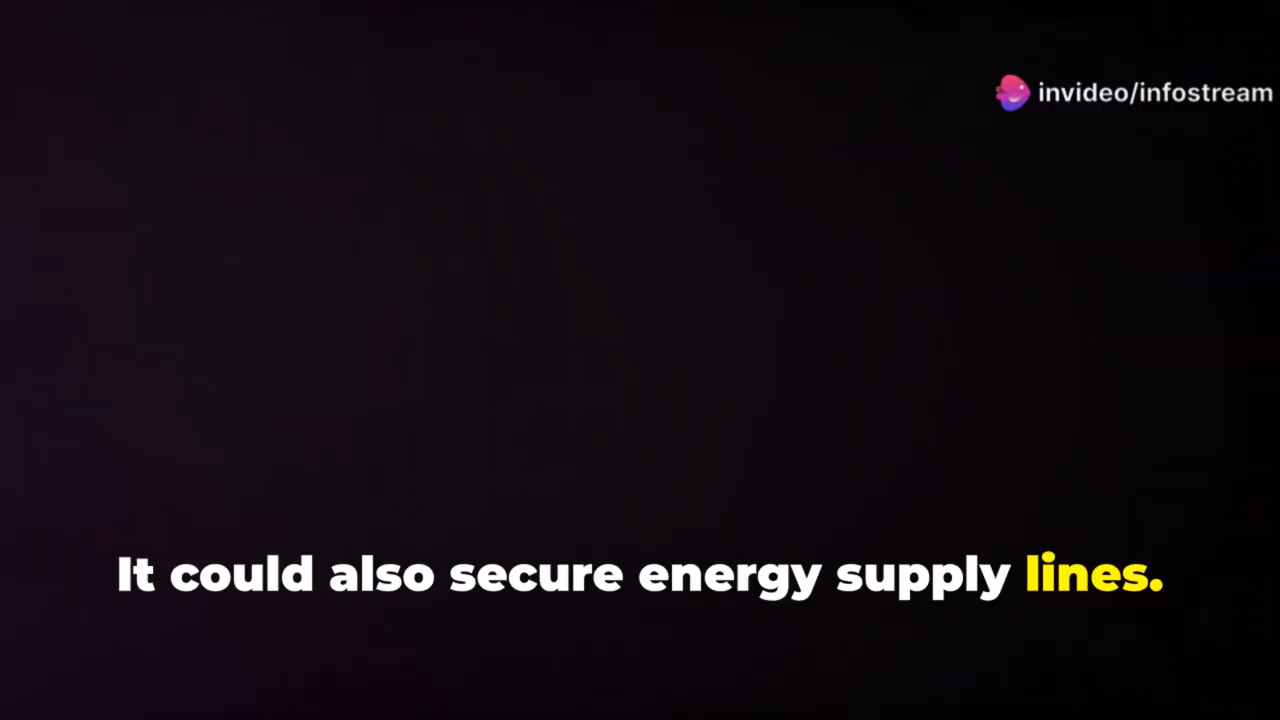 invideo/infostream
It could also secure energy supply lines.